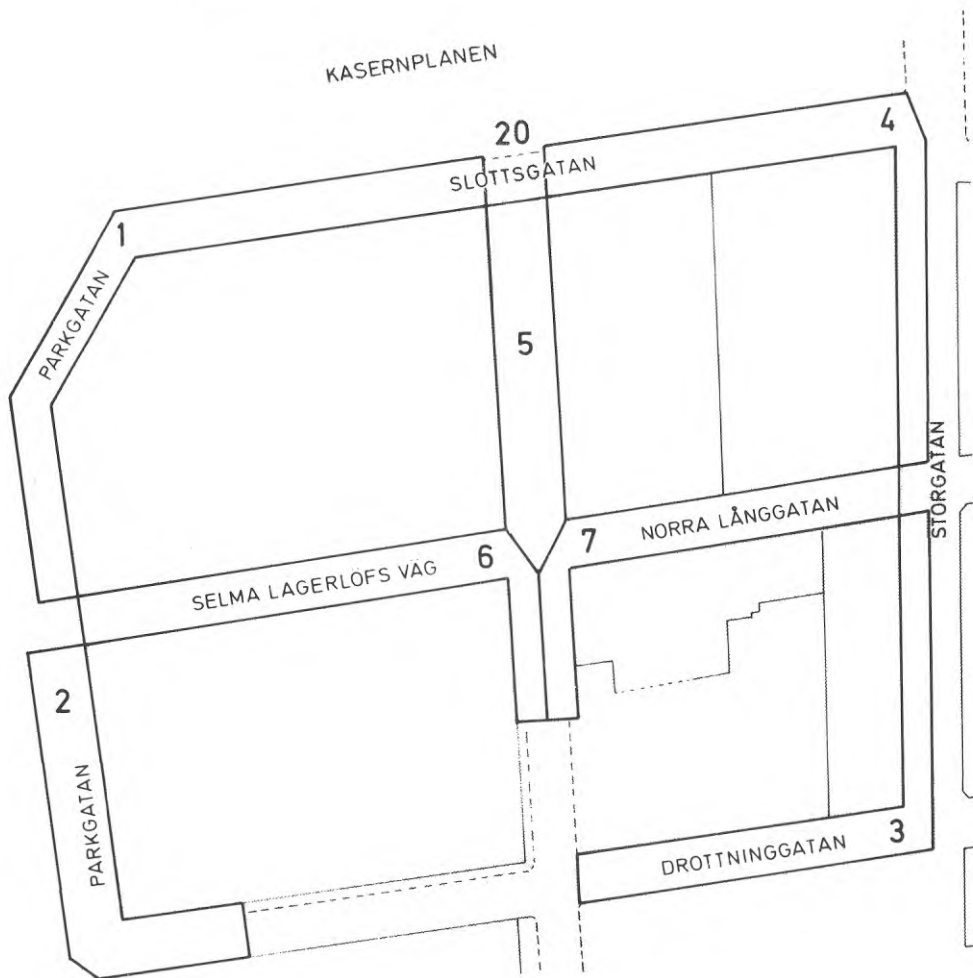 KASERNPLANEN
20
4
SLOTTSGATAN
1
PARKGATAN
5
STORGATAN
NORRA LÅNGGATAN
7
6
SELMA LAGERLÖFS VÄG
2
PARKGATAN
3
DROTTNINGGATAN